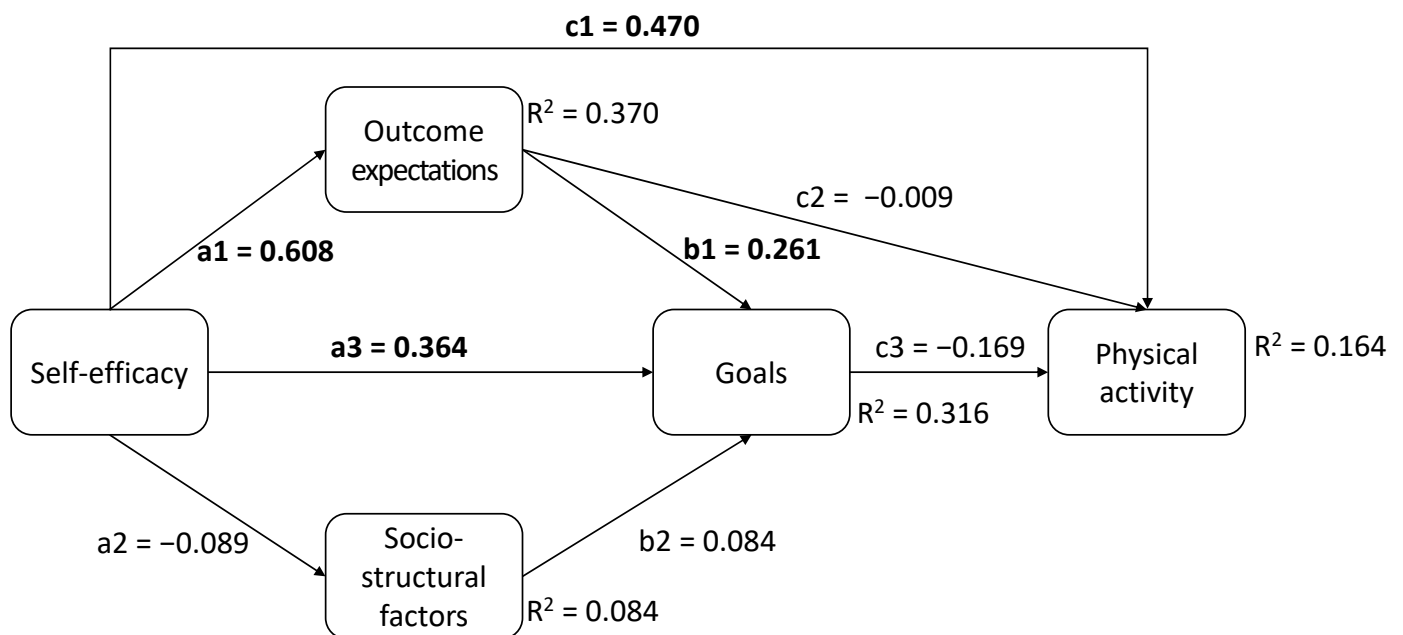 c1 = 0.470
Outcome
expectations
R² = 0.370
c2 =  −0.009
a1 = 0.608
b1 = 0.261
Self-efficacy
a3 = 0.364
Goals
c3 = −0.169
R² = 0.316
Physical
activity
R² = 0.164
a2 = −0.089
Socio-
structural
factors
b2 = 0.084
R² = 0.084